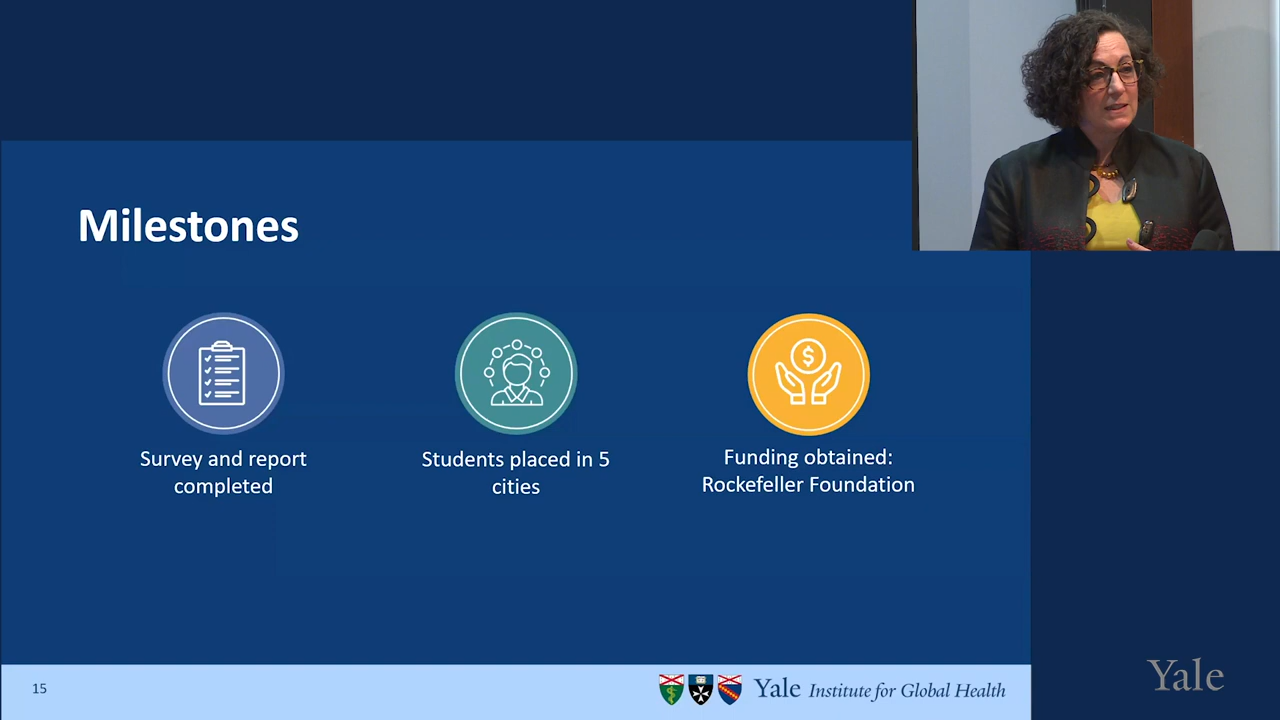 Milestones
$
Survey and report
completed
Students placed in 5
cities
Funding obtained:
Rockefeller Foundation
15
Yale Institute for Global Health
Yale